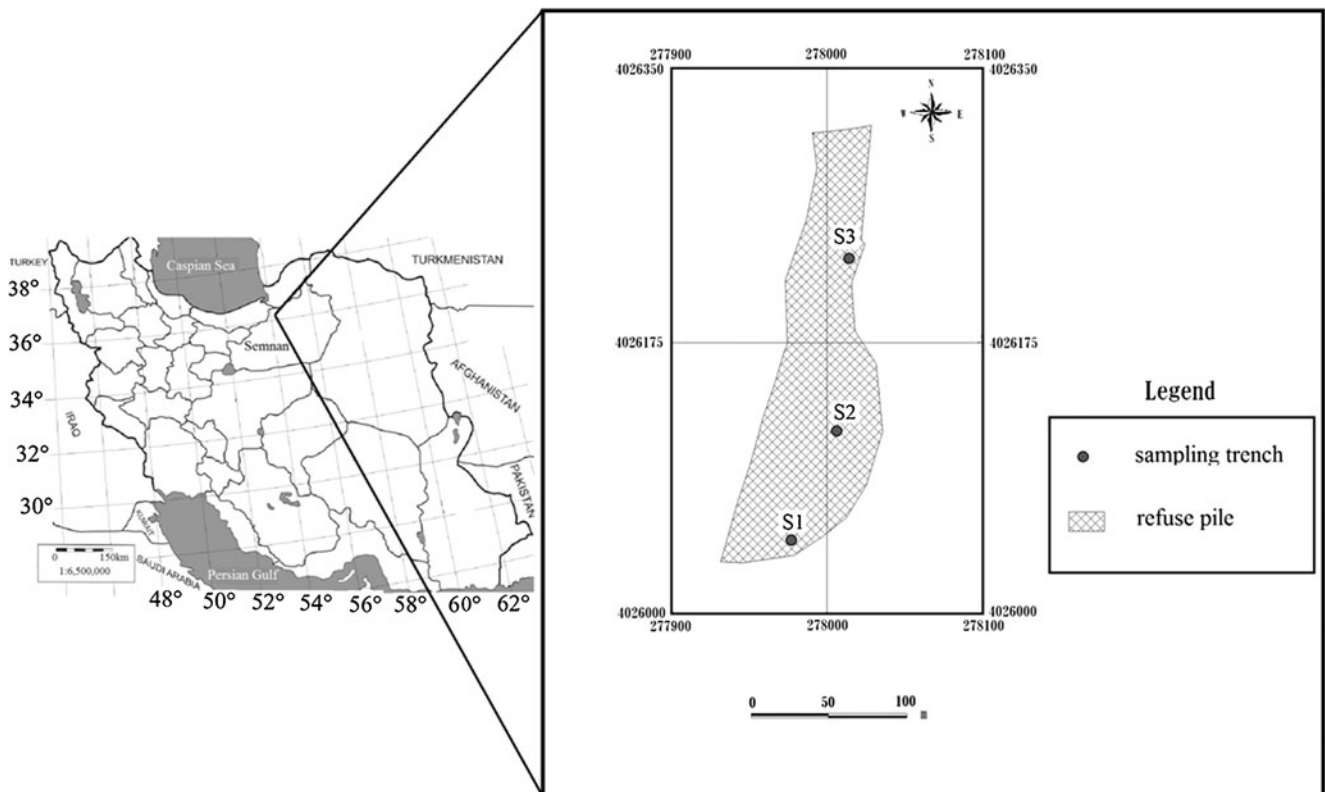 TURKEY
Caspian Sea
TURKMENISTAN
38°
36°
34°
32°
30°
Semnan
AFGHANISTAN
IRAQ
PAKISTAN
KUWAIT
0 150km
1:6,500,000
SAUDI ARABIA
Persian Gulf
48° 50° 52° 54° 56° 58° 60° 62°
277900 278000 278100
4026350 4026350
N
W E
S
S3
4026175 4026175
S2
S1
4026000 4026000
277900 278000 278100
0 50 100 m
Legend
sampling trench
refuse pile